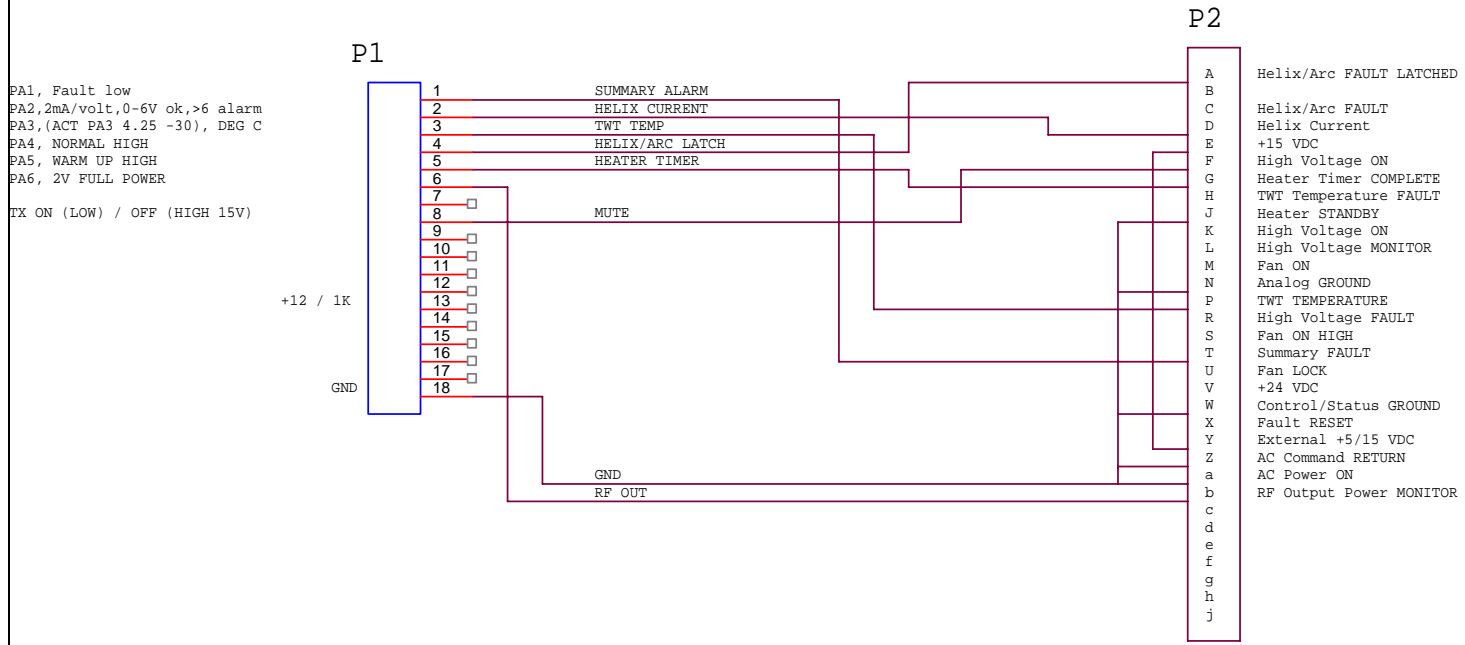 P2
P1
PA1, Fault low
PA2,2mA/volt,0-6V ok,>6 alarm
PA3,(ACT PA3 4.25 -30), DEG C
PA4, NORMAL HIGH
PA5, WARM UP HIGH
PA6, 2V FULL POWER
TX ON (LOW) / OFF (HIGH 15V)
+12 / 1K
GND
1
2
3
4
5
6
7
8
9
10
11
12
13
14
15
16
17
18
SUMMARY ALARM
HELIX CURRENT
TWT TEMP
HELIX/ARC LATCH
HEATER TIMER
MUTE
GND
RF OUT
A Helix/Arc FAULT LATCHED
B
C Helix/Arc FAULT
D Helix Current
E +15 VDC
F High Voltage ON
G Heater Timer COMPLETE
H TWT Temperature FAULT
J Heater STANDBY
K High Voltage ON
L High Voltage MONITOR
M Fan ON
N Analog GROUND
P TWT TEMPERATURE
R High Voltage FAULT
S Fan ON HIGH
T Summary FAULT
U Fan LOCK
V +24 VDC
W Control/Status GROUND
X Fault RESET
Y External +5/15 VDC
Z AC Command RETURN
a AC Power ON
b RF Output Power MONITOR
c
d
e
f
g
h
j